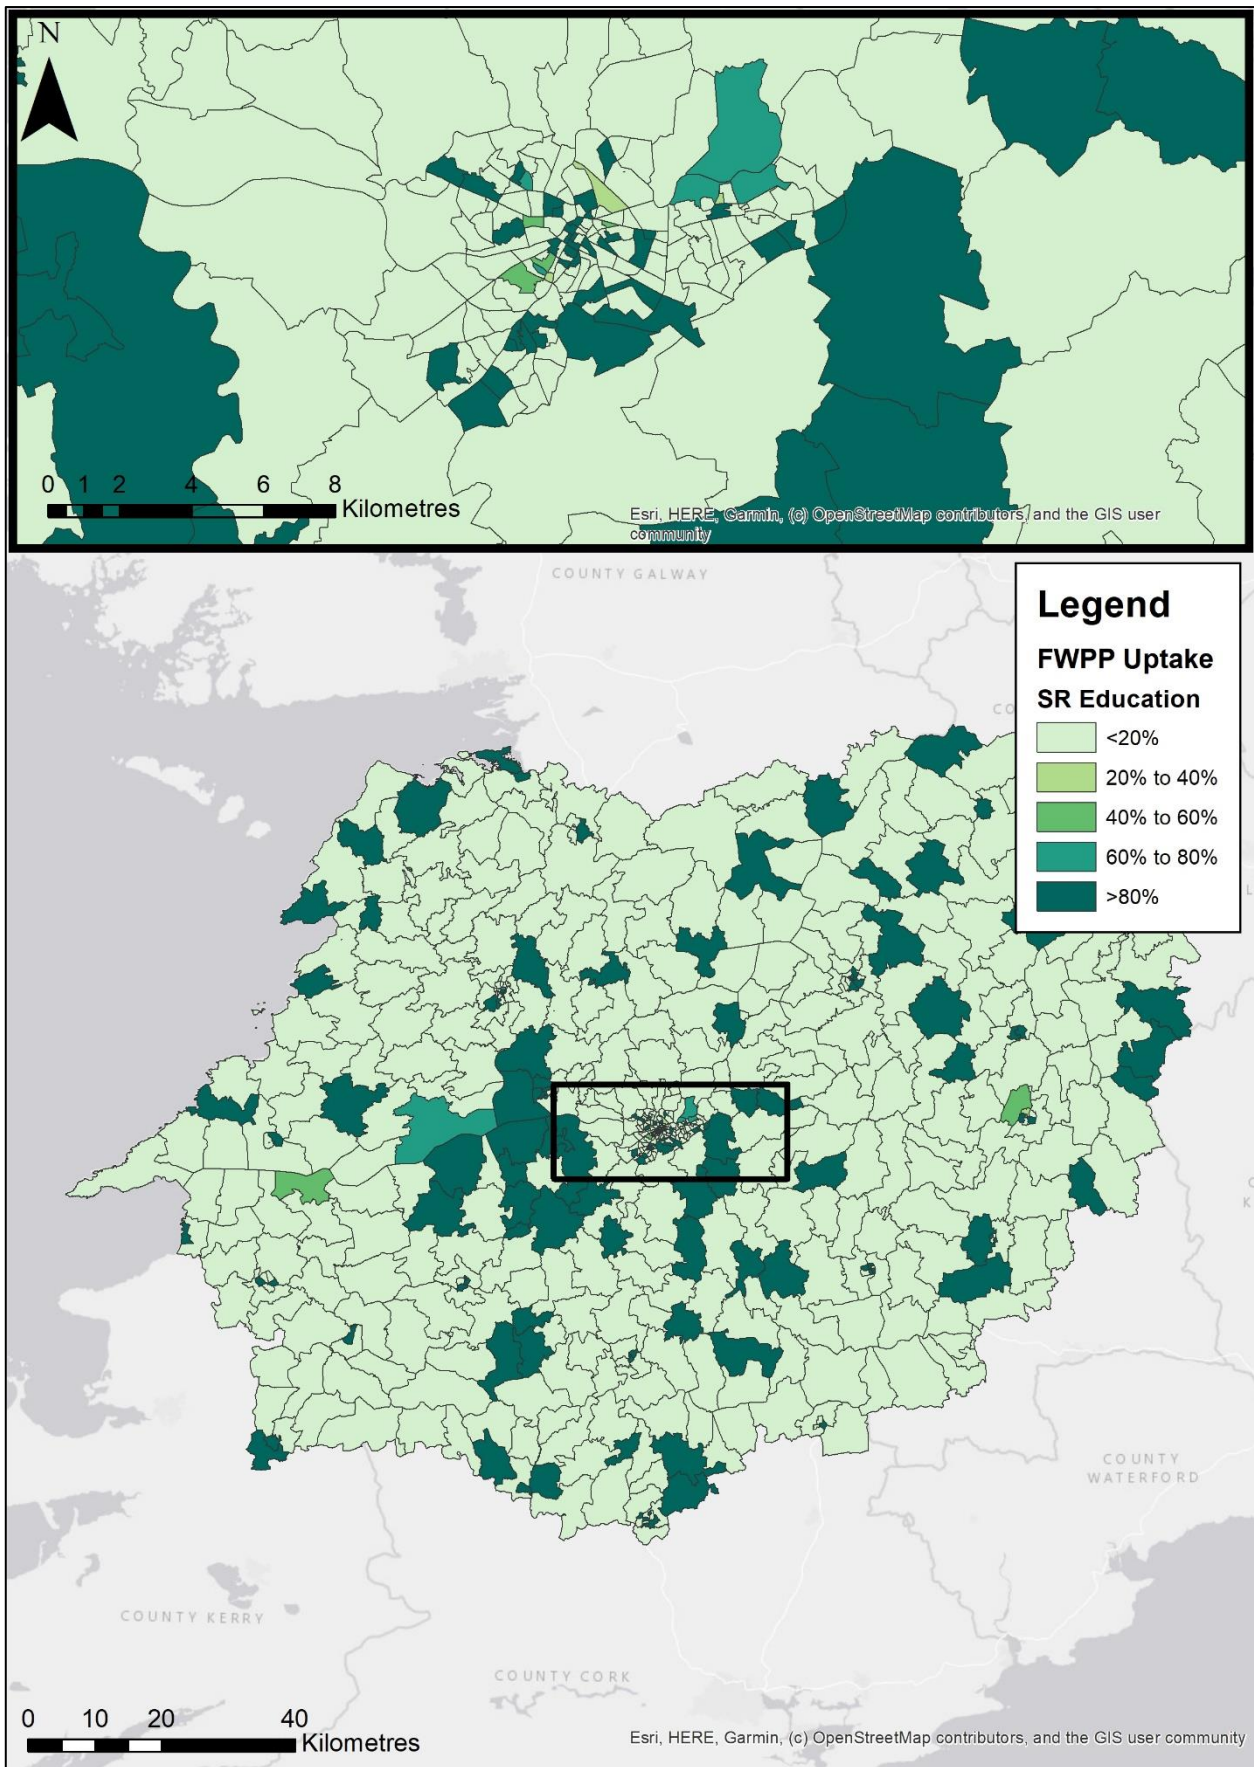 N
0 1 2 4 6 8
Kilometres
Esri, HERE, Garmin, (c) OpenStreetMap contributors, and the GIS user
community
COUNTY GALWAY
Legend
FWPP Uptake
SR Education
<20%
20% to 40%
40% to 60%
60% to 80%
>80%
CO
COUNTY
WATERFORD
COUNTY KERRY
COUNTY CORK
0 10 20 40
Kilometres
Esri, HERE, Garmin, (c) OpenStreetMap contributors, and the GIS user community